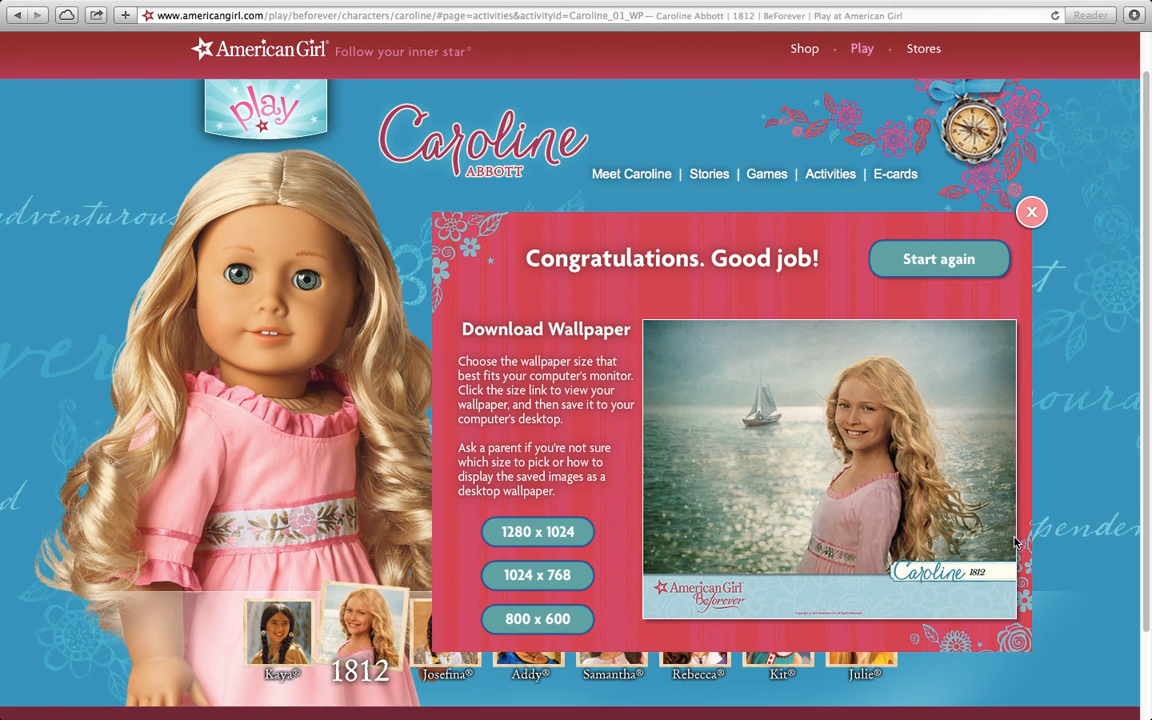 www.americangirl.com/play/beforever/characters/caroline/#page=activities&activityid=Caroline_01_WP — Caroline Abbott | 1812 | BeForever | Play at American Girl
Reader
American Girl® Follow your inner star®
Shop · Play · Stores
play
Caroline
ABBOTT
Meet Caroline | Stories | Games | Activities | E-cards
adventurous
Congratulations. Good job!
Start again
X
Download Wallpaper
Choose the wallpaper size that
best fits your computer's monitor.
Click the size link to view your
wallpaper, and then save it to your
computer's desktop.
Ask a parent if you're not sure
which size to pick or how to
display the saved images as a
desktop wallpaper.
1280 x 1024
1024 x 768
800 x 600
Caroline 1812
American Girl
Beforever
Kaya®
1812
Josefina®
Addy®
Samantha®
Rebecca®
Kit®
Julie®